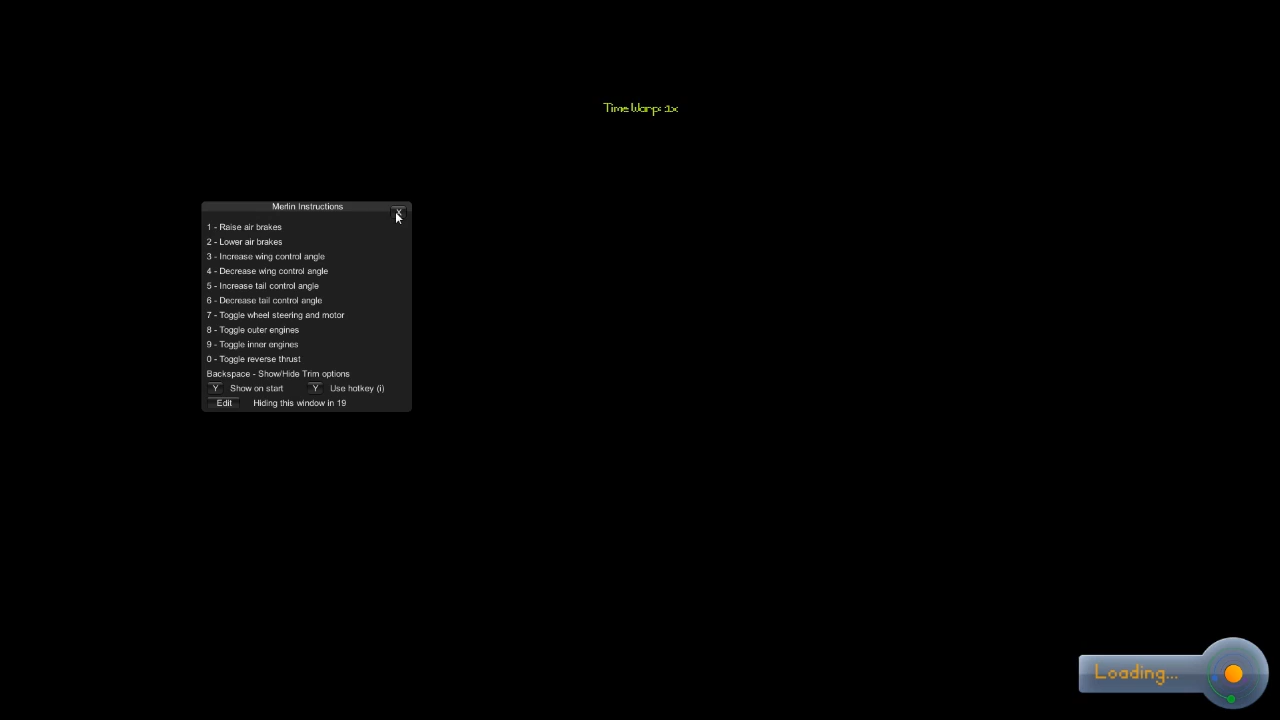 Time Warp: 1x
Merlin Instructions
X
1 - Raise air brakes
2 - Lower air brakes
3 - Increase wing control angle
4 - Decrease wing control angle
5 - Increase tail control angle
6 - Decrease tail control angle
7 - Toggle wheel steering and motor
8 - Toggle outer engines
9 - Toggle inner engines
0 - Toggle reverse thrust
Backspace - Show/Hide Trim options
Y Show on start Y Use hotkey (i)
Edit Hiding this window in 19
Loading...